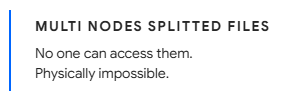 MULTI NODES SPLITTED FILES
No one can access them.
Physically impossible.